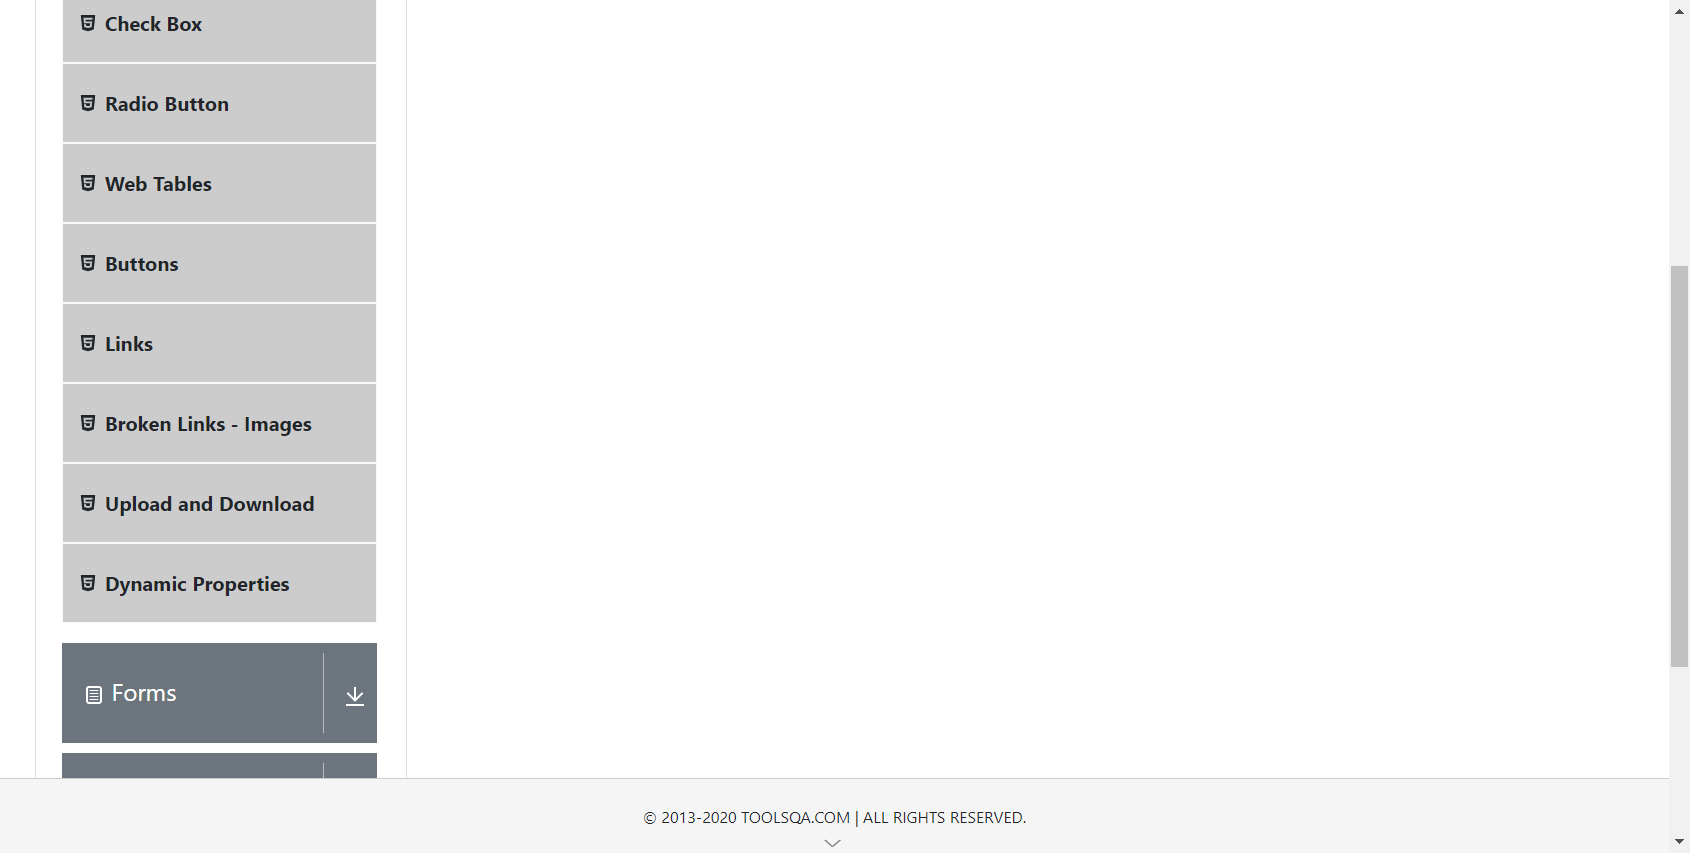 Check Box
Radio Button
Web Tables
Buttons
Links
Broken Links - Images
Upload and Download
Dynamic Properties
Forms
© 2013-2020 TOOLSQA.COM | ALL RIGHTS RESERVED.